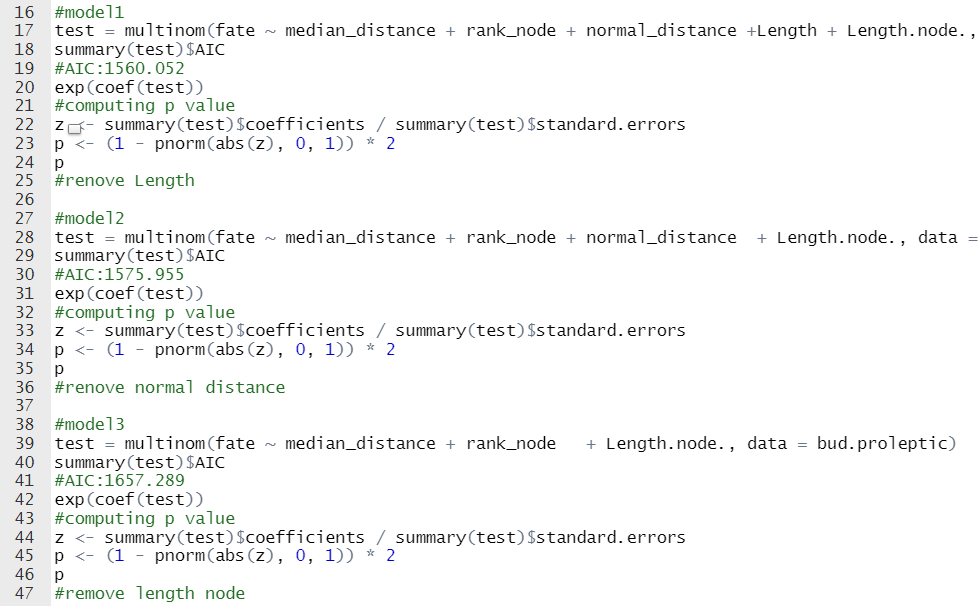 16 #model1
17 test = multinom(fate ~ median_distance + rank_node + normal_distance +Length + Length.node.,
18 summary(test)$AIC
19 #AIC:1560.052
20 exp(coef(test))
21 #computing p value
22 z <- summary(test)$coefficients / summary(test)$standard.errors
23 p <- (1 - pnorm(abs(z), 0, 1)) * 2
24 p
25 #renove Length
26
27 #model2
28 test = multinom(fate ~ median_distance + rank_node + normal_distance  + Length.node., data =
29 summary(test)$AIC
30 #AIC:1575.955
31 exp(coef(test))
32 #computing p value
33 z <- summary(test)$coefficients / summary(test)$standard.errors
34 p <- (1 - pnorm(abs(z), 0, 1)) * 2
35 p
36 #renove normal distance
37
38 #model3
39 test = multinom(fate ~ median_distance + rank_node   + Length.node., data = bud.proleptic)
40 summary(test)$AIC
41 #AIC:1657.289
42 exp(coef(test))
43 #computing p value
44 z <- summary(test)$coefficients / summary(test)$standard.errors
45 p <- (1 - pnorm(abs(z), 0, 1)) * 2
46 p
47 #remove length node